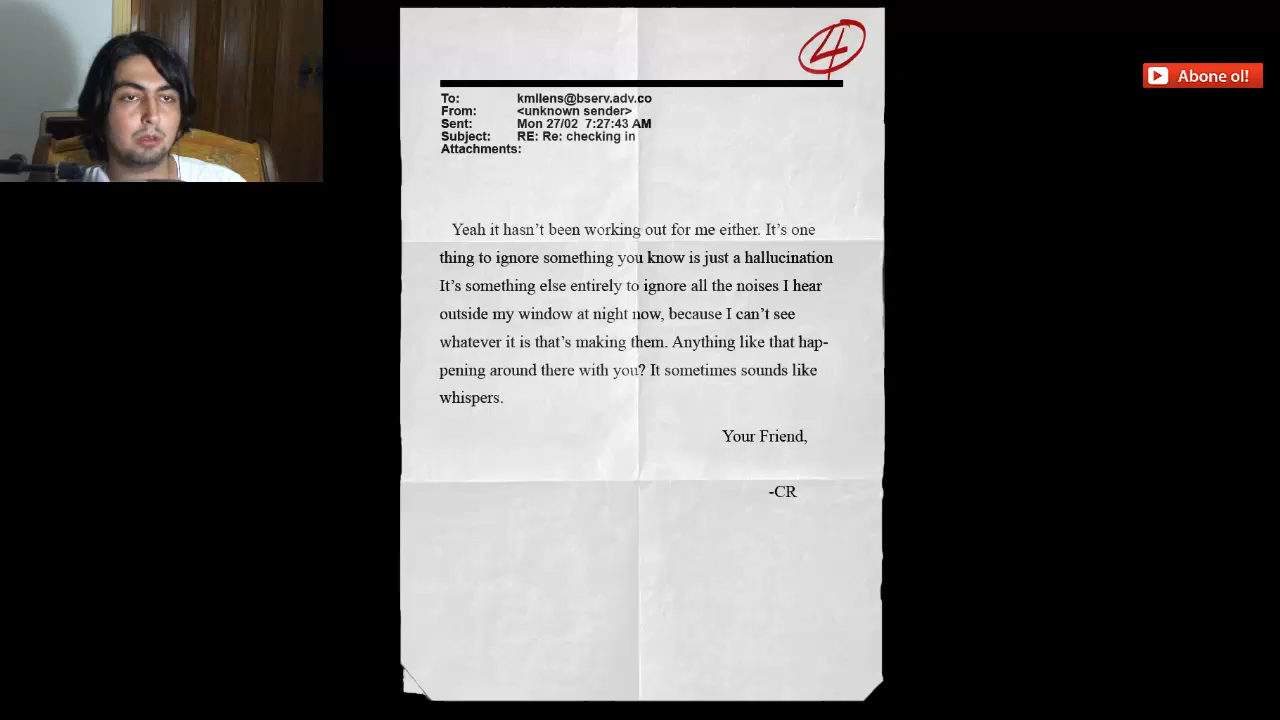 4
Abone ol!
To: kmllens@bserv.adv.co
From: <unknown sender>
Sent: Mon 27/02 7:27:43 AM
Subject: RE: Re: checking in
Attachments:
Yeah it hasn't been working out for me either. It's one
thing to ignore something you know is just a hallucination
It's something else entirely to ignore all the noises I hear
outside my window at night now, because I can't see
whatever it is that's making them. Anything like that hap-
pening around there with you? It sometimes sounds like
whispers.
Your Friend,
-CR